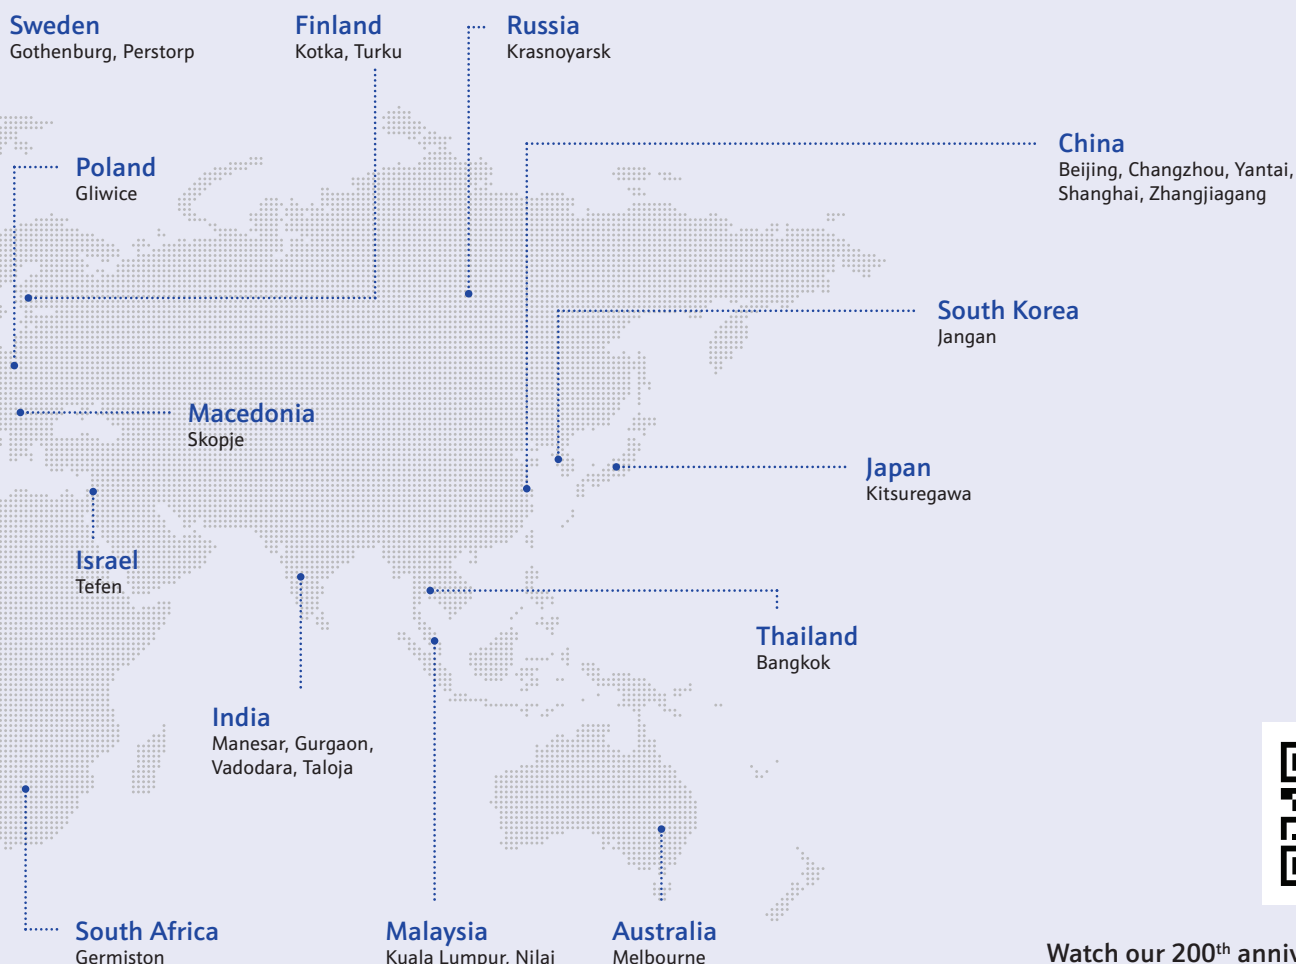 Sweden
Gothenburg, Perstorp
Finland
Kotka, Turku
Russia
Krasnoyarsk
China
Beijing, Changzhou, Yantai,
Shanghai, Zhangjiagang
Poland
Gliwice
South Korea
Jangan
Macedonia
Skopje
Japan
Kitsuregawa
Israel
Tefen
Thailand
Bangkok
India
Manesar, Gurgaon,
Vadodara, Taloja
South Africa
Germiston
Malaysia
Kuala Lumpur, Nilai
Australia
Melbourne
Watch our 200th anniv